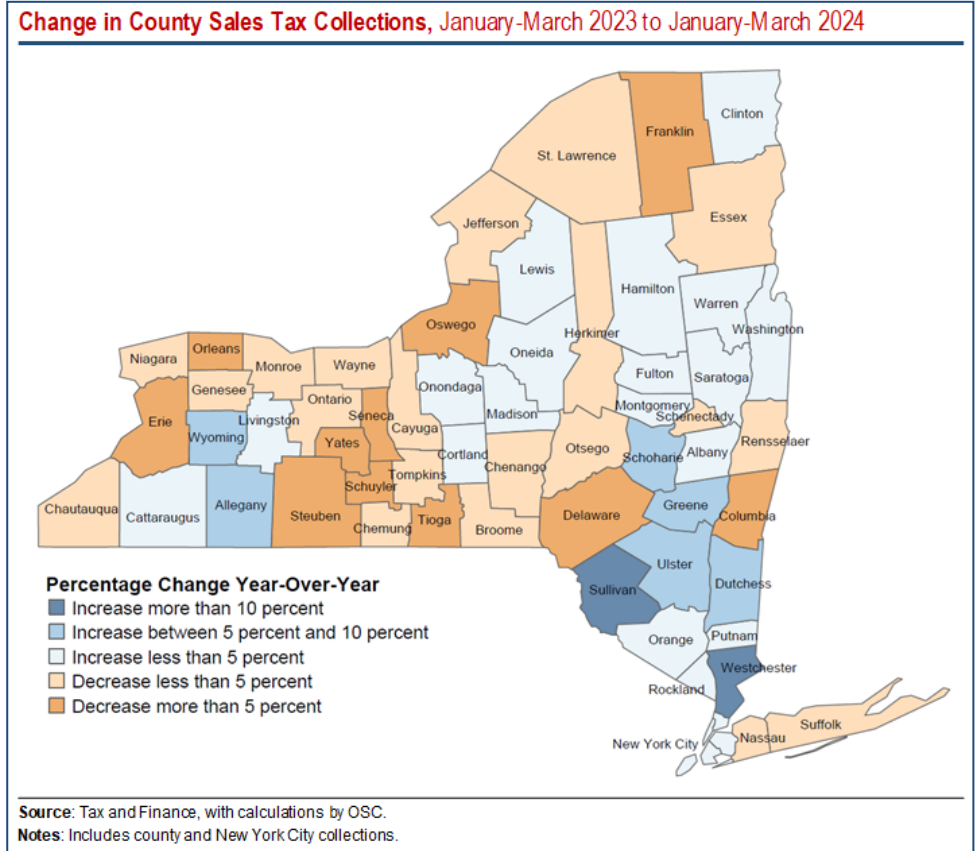 Change in County Sales Tax Collections, January-March 2023 to January-March 2024
Clinton
Franklin
St. Lawrence
Essex
Jefferson
Lewis
Hamilton
Warren
Oswego
Washington
Herkimer
Orleans
Oneida
Niagara
Monroe
Wayne
Fulton
Saratoga
Onondaga
Genesee
Ontario
Montgomery
Madison
Seneca
Schenectady
Erie
Livingston
Cayuga
Wyoming
Yates
Rensselaer
Otsego
Albany
Cortland
Schoharie
Chenango
Tompkins
Schuyler
Allegany
Greene
Chautauqua
Cattaraugus
Steuben
Delaware
Columbia
Tioga
Chemung
Broome
Ulster
Dutchess
Sullivan
Orange
Putnam
Westchester
Rockland
Suffolk
Nassau
New York City
Percentage Change Year-Over-Year
Increase more than 10 percent
Increase between 5 percent and 10 percent
Increase less than 5 percent
Decrease less than 5 percent
Decrease more than 5 percent
Source: Tax and Finance, with calculations by OSC.
Notes: Includes county and New York City collections.